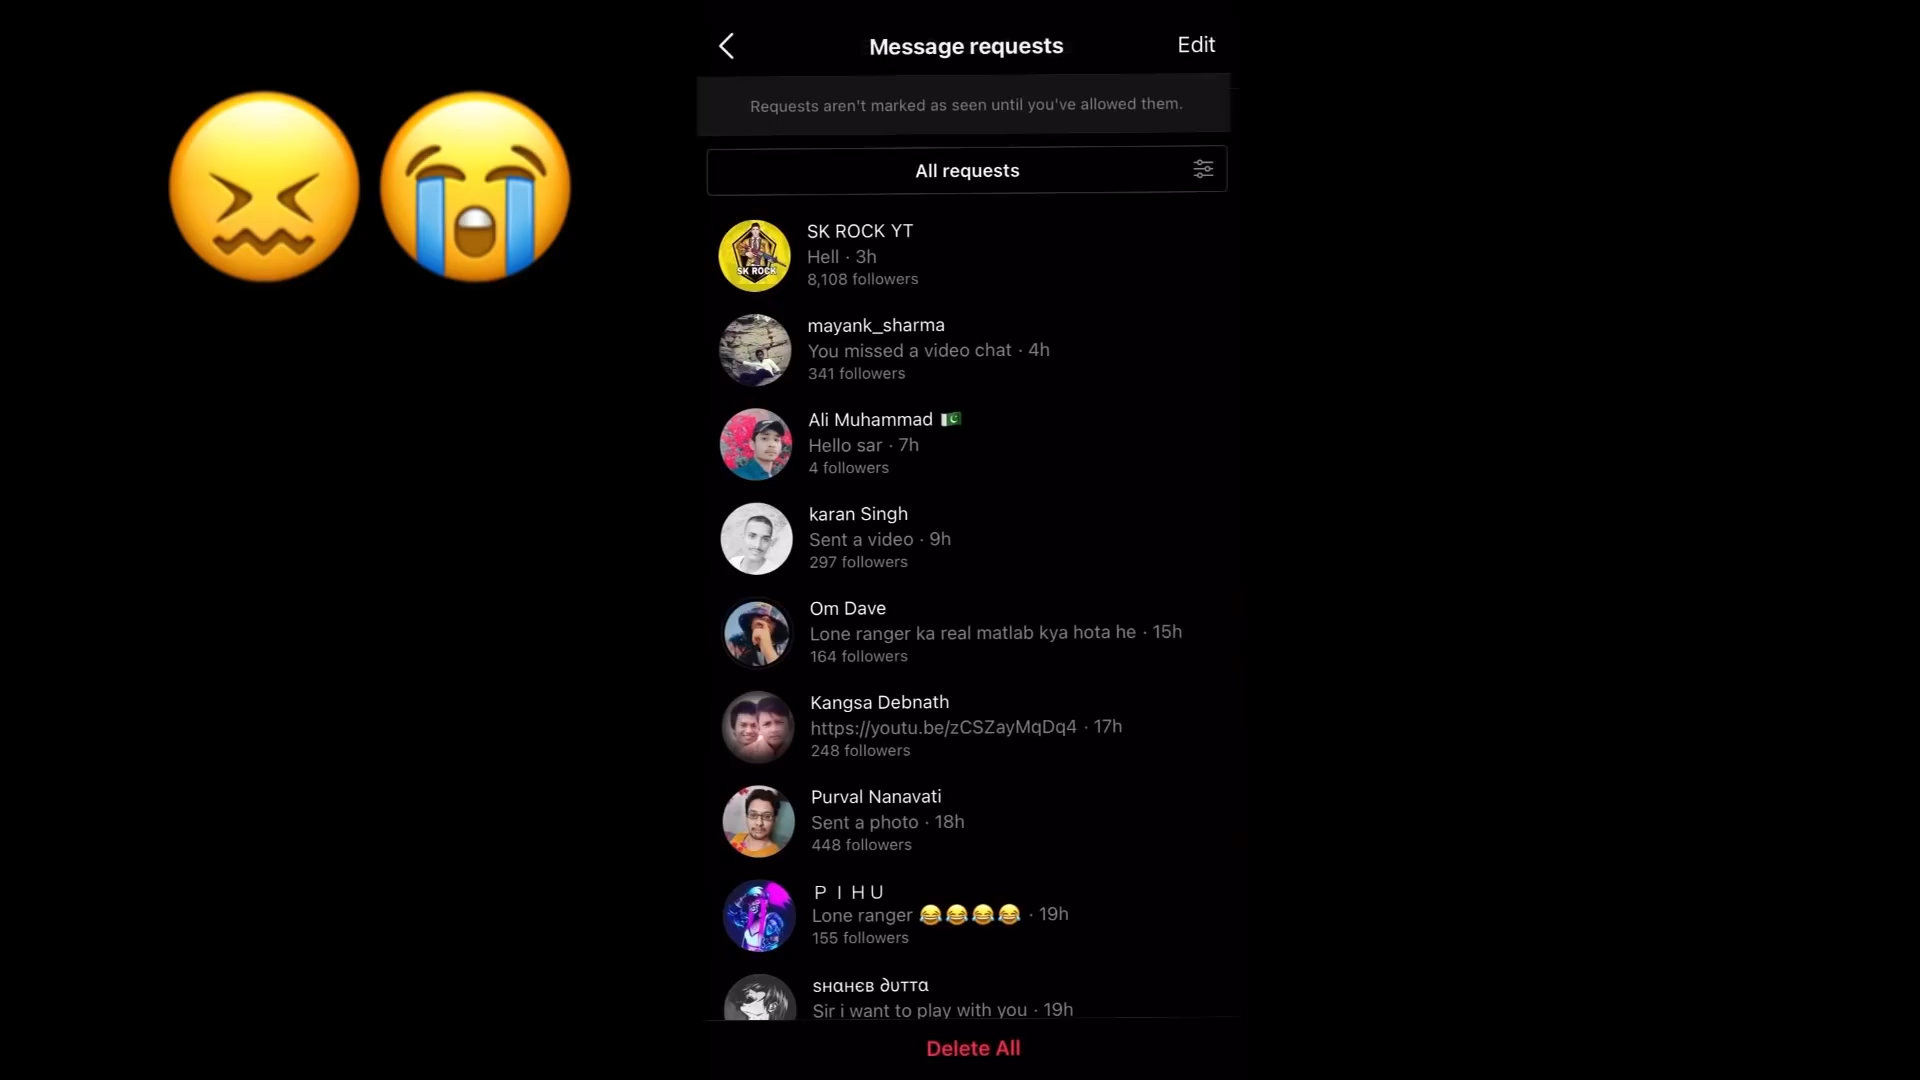 Message requests
Edit
Requests aren't marked as seen until you've allowed them.
All requests
SK ROCK
SK ROCK YT
Hell · 3h
8,108 followers
mayank_sharma
You missed a video chat · 4h
341 followers
Ali Muhammad 🇵🇰
Hello sar · 7h
4 followers
karan Singh
Sent a video · 9h
297 followers
Om Dave
Lone ranger ka real matlab kya hota he · 15h
164 followers
Kangsa Debnath
https://youtu.be/zCSZayMqDq4 · 17h
248 followers
Purval Nanavati
Sent a photo · 18h
448 followers
P I H U
Lone ranger 😂😂😂😂 · 19h
155 followers
ѕнαнєв ∂υттα
Sir i want to play with you · 19h
Delete All